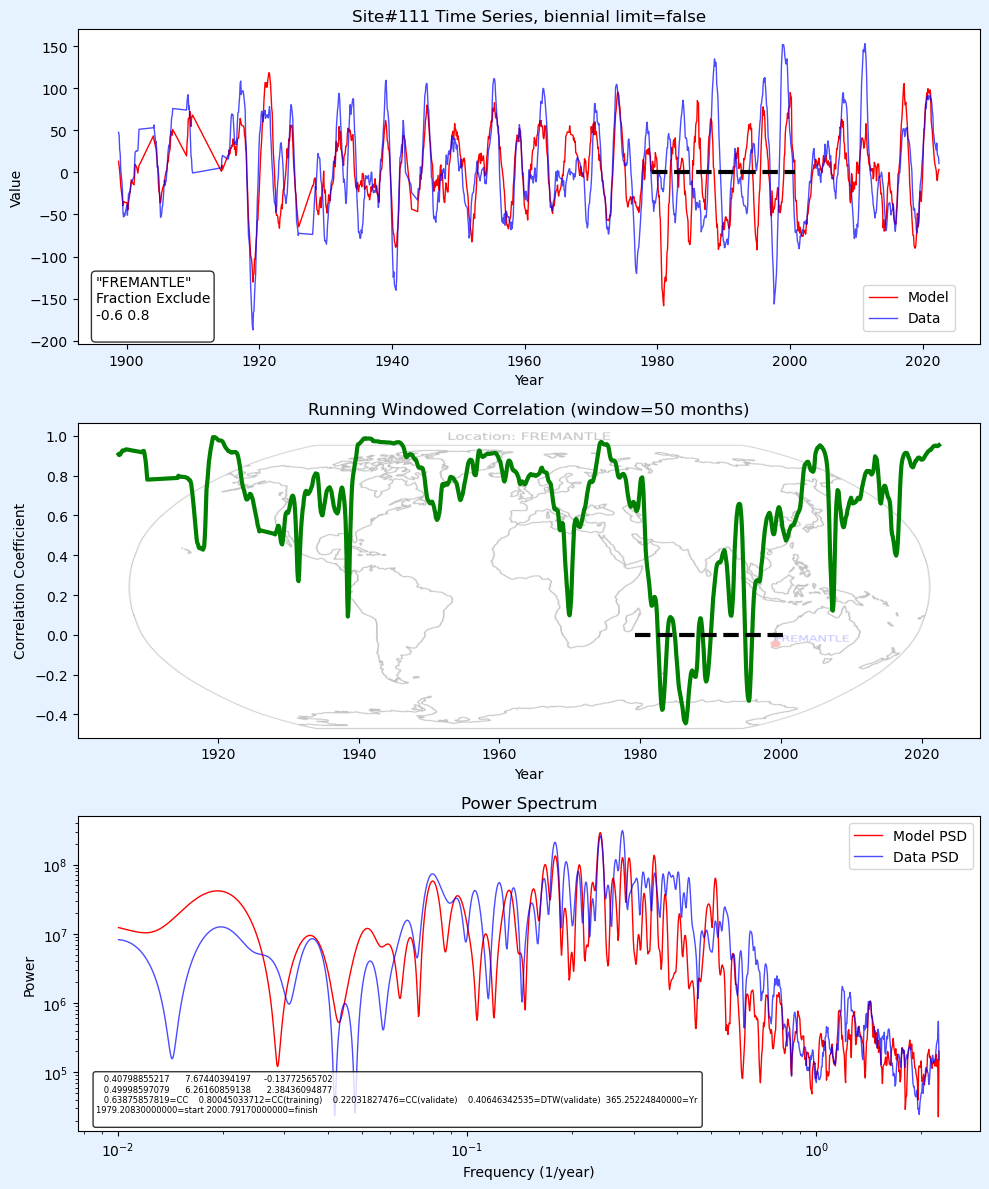 Site#111 Time Series, biennial limit=false
150
100
50
0
−50
−100
−150
−200
Value
"FREMANTLE"
Fraction Exclude
-0.6 0.8
Model
Data
1900
1920
1940
1960
1980
2000
2020
Year
Running Windowed Correlation (window=50 months)
Location: FREMANTLE
1.0
0.8
0.6
0.4
0.2
0.0
−0.2
−0.4
Correlation Coefficient
FREMANTLE
1920
1940
1960
1980
2000
2020
Year
Power Spectrum
Model PSD
Data PSD
10^8
10^7
10^6
10^5
Power
0.40798855217 7.67440394197 -0.13772565702
0.49998597079 6.26160859138 2.38436094877
0.63875857819=CC 0.80045033712=CC(training) 0.22031827476=CC(validate) 0.40646342535=DTW(validate) 365.25224840000=Yr
1979.20830000000=start 2000.79170000000=finish
10^−2
10^−1
10^0
Frequency (1/year)